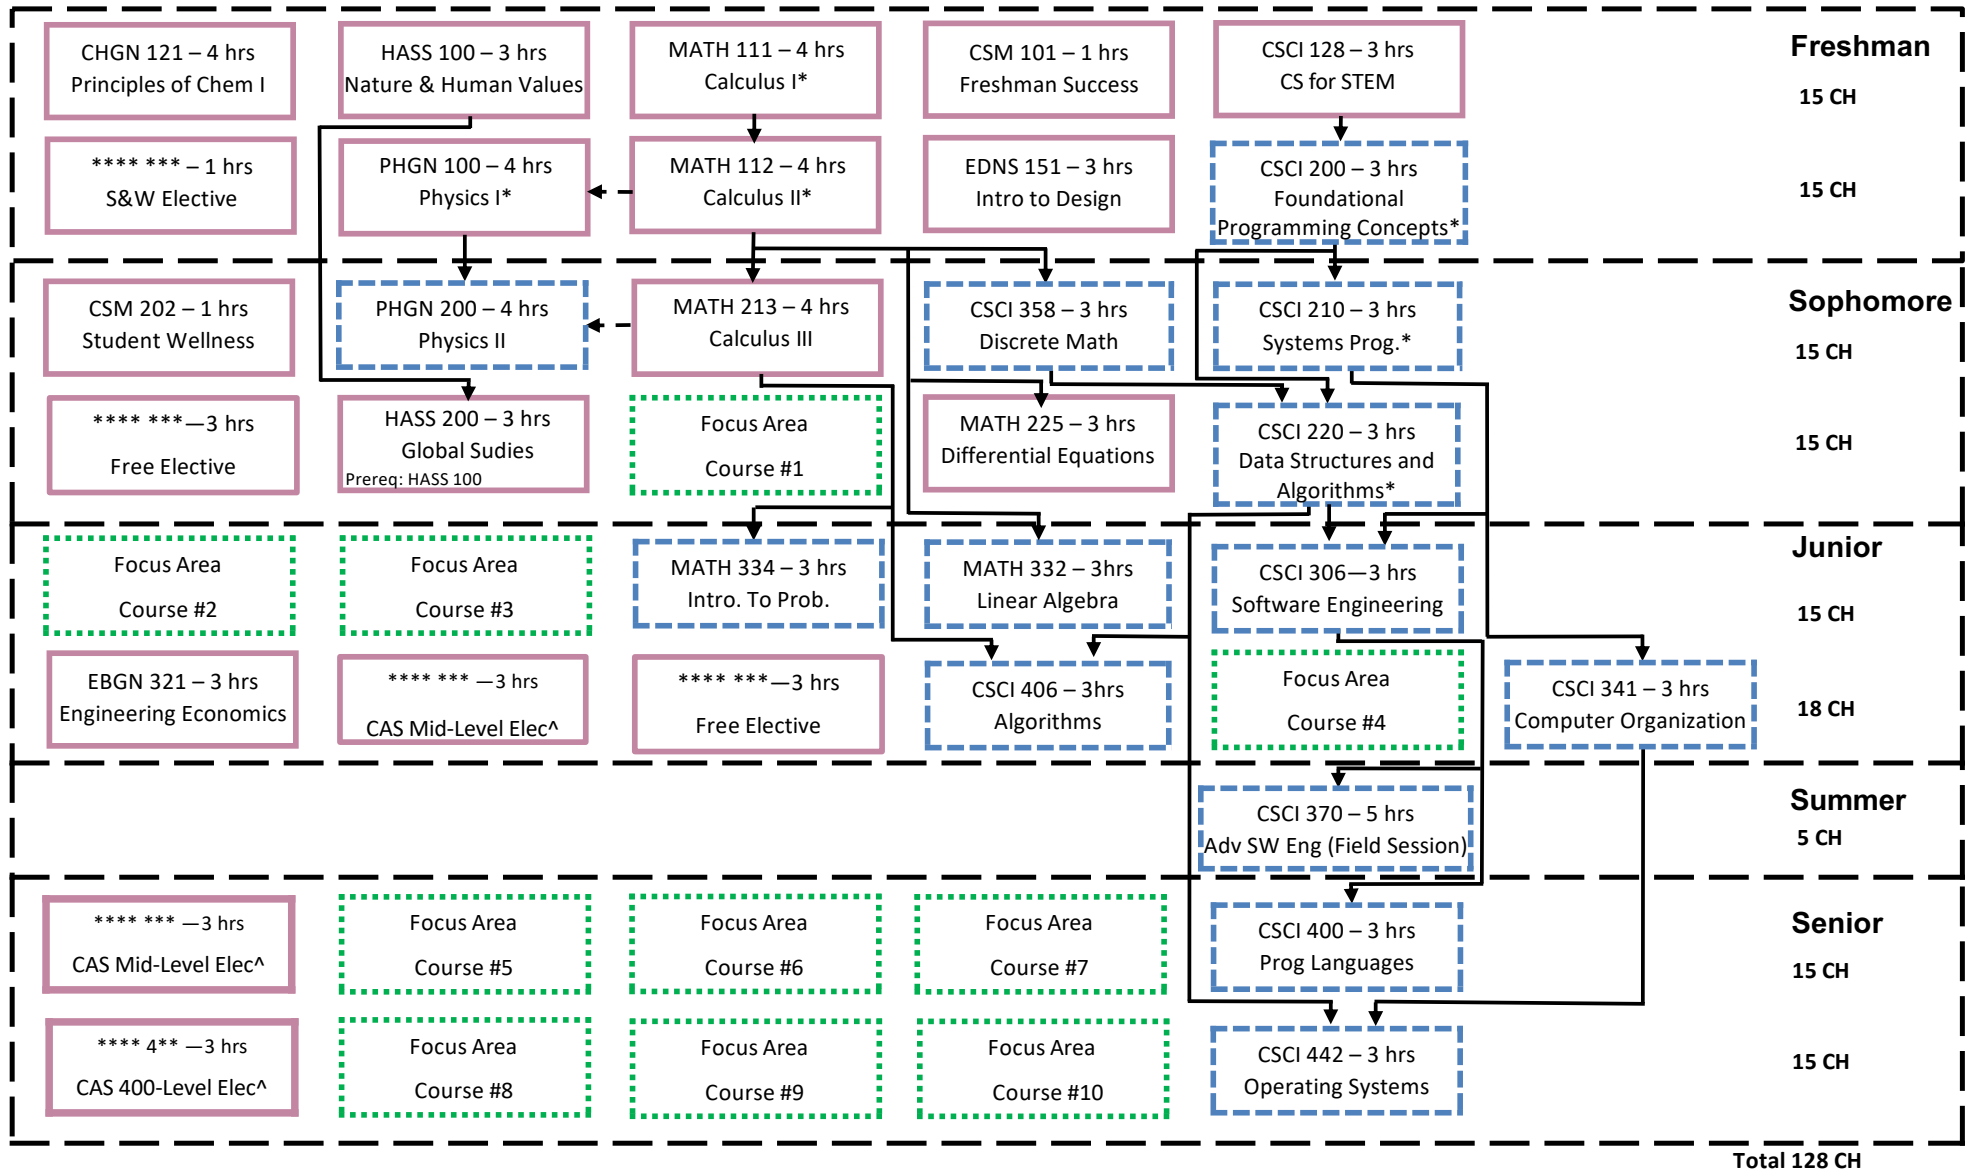 CHGN 121 – 4 hrs
Principles of Chem I
HASS 100 – 3 hrs
Nature & Human Values
MATH 111 – 4 hrs
Calculus I*
CSM 101 – 1 hrs
Freshman Success
CSCI 128 – 3 hrs
CS for STEM
Freshman
15 CH
**** *** – 1 hrs
S&W Elective
PHGN 100 – 4 hrs
Physics I*
MATH 112 – 4 hrs
Calculus II*
EDNS 151 – 3 hrs
Intro to Design
CSCI 200 – 3 hrs
Foundational
Programming Concepts*
15 CH
CSM 202 – 1 hrs
Student Wellness
PHGN 200 – 4 hrs
Physics II
MATH 213 – 4 hrs
Calculus III
CSCI 358 – 3 hrs
Discrete Math
CSCI 210 – 3 hrs
Systems Prog.*
Sophomore
15 CH
**** ***—3 hrs
Free Elective
HASS 200 – 3 hrs
Global Sudies
Prereq: HASS 100
Focus Area
Course #1
MATH 225 – 3 hrs
Differential Equations
CSCI 220 – 3 hrs
Data Structures and
Algorithms*
15 CH
Focus Area
Course #2
Focus Area
Course #3
MATH 334 – 3 hrs
Intro. To Prob.
MATH 332 – 3hrs
Linear Algebra
CSCI 306—3 hrs
Software Engineering
Junior
15 CH
EBGN 321 – 3 hrs
Engineering Economics
**** *** —3 hrs
CAS Mid-Level Elec^
**** ***—3 hrs
Free Elective
CSCI 406 – 3hrs
Algorithms
Focus Area
Course #4
CSCI 341 – 3 hrs
Computer Organization
18 CH
CSCI 370 – 5 hrs
Adv SW Eng (Field Session)
Summer
5 CH
**** *** —3 hrs
CAS Mid-Level Elec^
Focus Area
Course #5
Focus Area
Course #6
Focus Area
Course #7
CSCI 400 – 3 hrs
Prog Languages
Senior
15 CH
**** 4** —3 hrs
CAS 400-Level Elec^
Focus Area
Course #8
Focus Area
Course #9
Focus Area
Course #10
CSCI 442 – 3 hrs
Operating Systems
15 CH
Total 128 CH